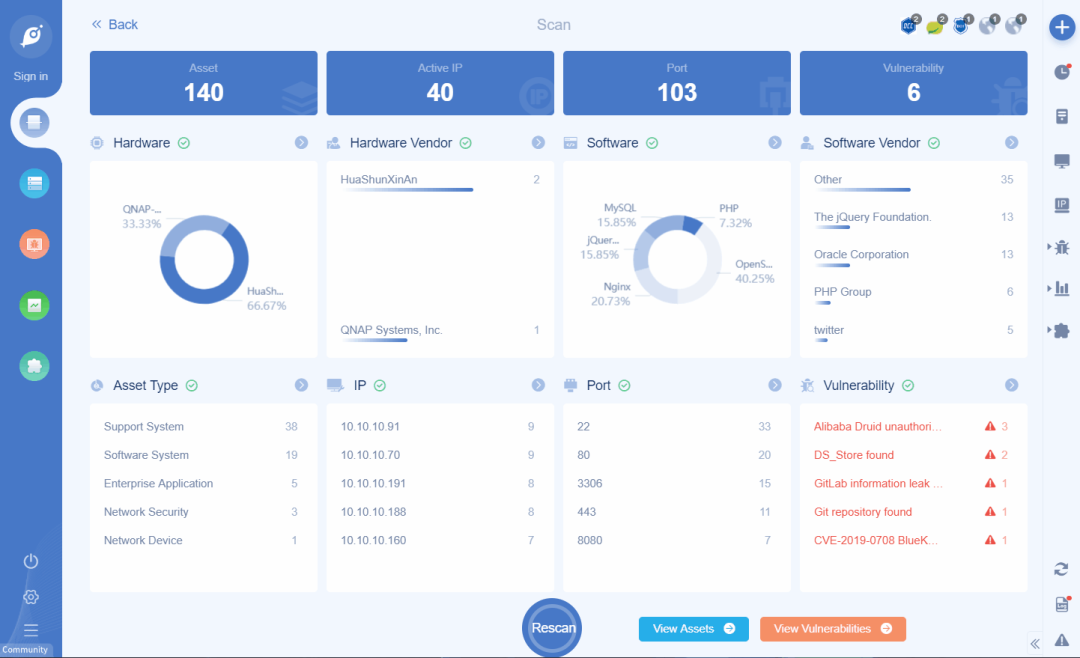 Back
Scan
2
2
1
1
1
Sign in
Asset
140
Active IP
40
Port
103
Vulnerability
6
Hardware
Hardware Vendor
Software
Software Vendor
QNAP-...
33.33%
HuaSh...
66.67%
HuaShunXinAn 2
QNAP Systems, Inc. 1
MySQL
15.85%
PHP
7.32%
jQuer...
15.85%
OpenS...
40.25%
Nginx
20.73%
Other 35
The jQuery Foundation. 13
Oracle Corporation 13
PHP Group 6
twitter 5
Asset Type
IP
Port
Vulnerability
Support System 38
Software System 19
Enterprise Application 5
Network Security 3
Network Device 1
10.10.10.91 9
10.10.10.70 9
10.10.10.191 8
10.10.10.188 8
10.10.10.160 7
22 33
80 20
3306 15
443 11
8080 7
Alibaba Druid unauthori... 3
DS_Store found 2
GitLab information leak ... 1
Git repository found 1
CVE-2019-0708 BlueK... 1
Rescan
View Assets
View Vulnerabilities
Community
IP